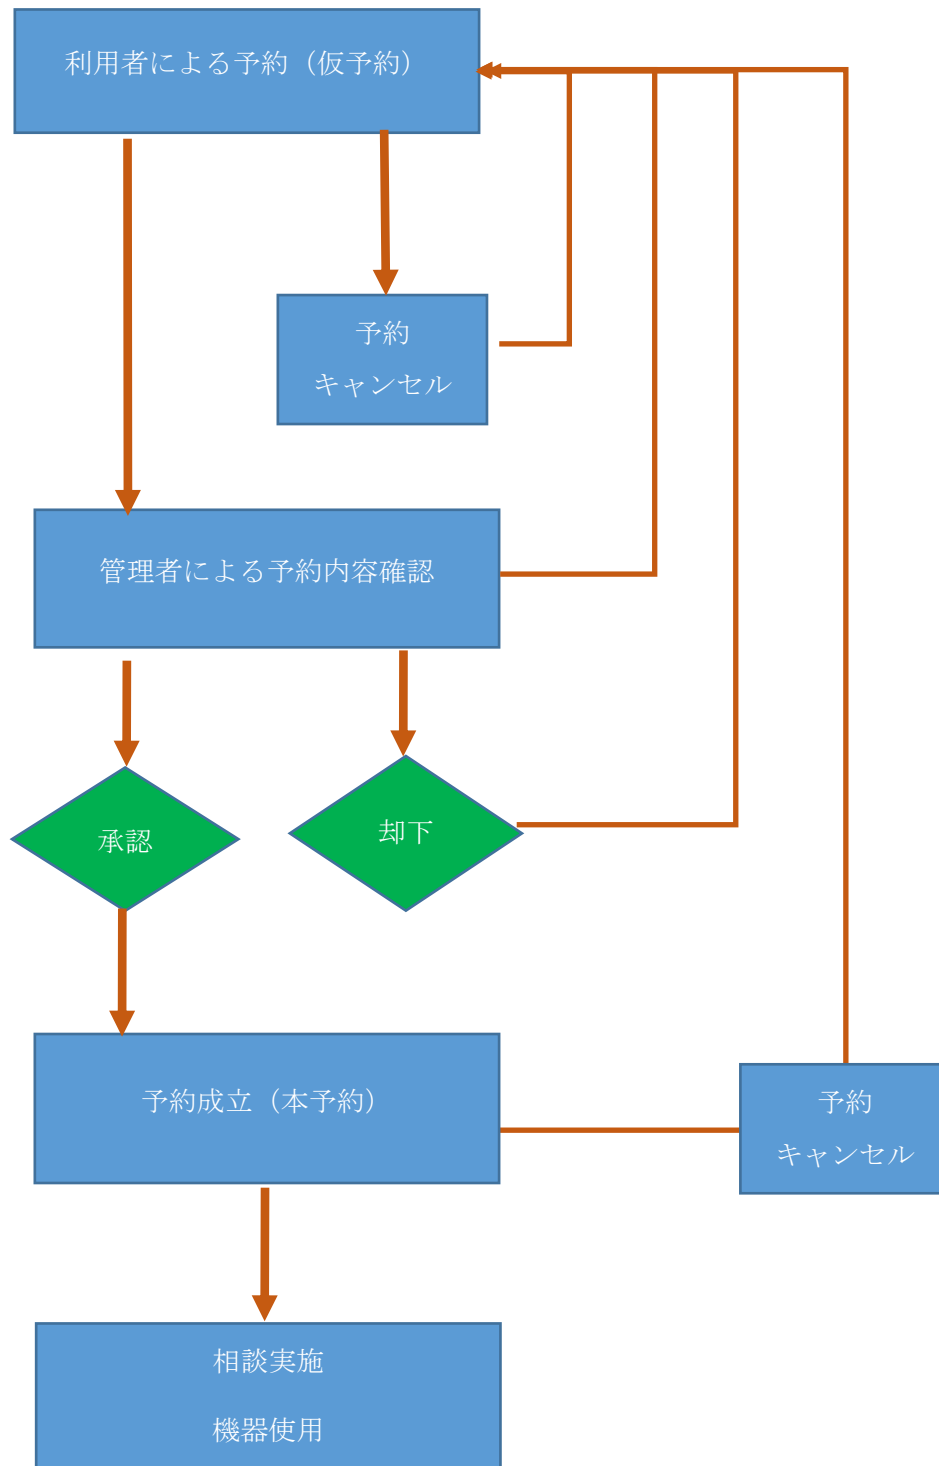 利用者による予約（仮予約）
予約
キャンセル
管理者による予約内容確認
承認
却下
予約成立（本予約）
予約
キャンセル
相談実施
機器使用